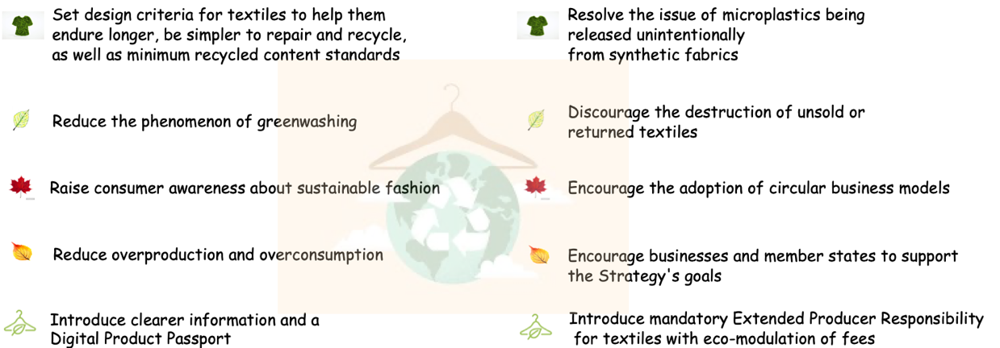 Set design criteria for textiles to help them
endure longer, be simpler to repair and recycle,
as well as minimum recycled content standards
Reduce the phenomenon of greenwashing
Raise consumer awareness about sustainable fashion
Reduce overproduction and overconsumption
Introduce clearer information and a
Digital Product Passport
Resolve the issue of microplastics being
released unintentionally
from synthetic fabrics
Discourage the destruction of unsold or
returned textiles
Encourage the adoption of circular business models
Encourage businesses and member states to support
the Strategy's goals
Introduce mandatory Extended Producer Responsibility
for textiles with eco-modulation of fees